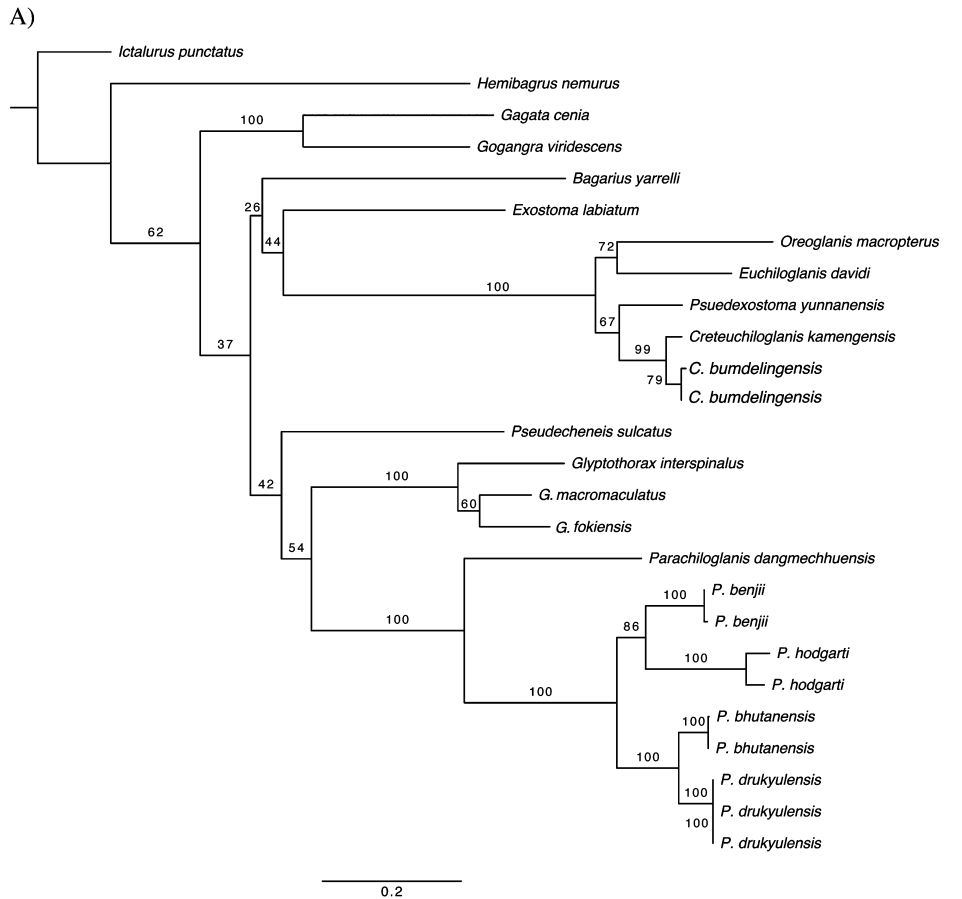 A)
Ictalurus punctatus
Hemibagrus nemurus
100
Gagata cenia
Gogangra viridescens
Bagarius yarrelli
26
Exostoma labiatum
62
44
72
Oreoglanis macropterus
Euchiloglanis davidi
100
Psuedexostoma yunnanensis
67
Creteuchiloglanis kamengensis
37
99
C. bumdelingensis
79
C. bumdelingensis
Pseudecheneis sulcatus
Glyptothorax interspinalus
100
42
G. macromaculatus
60
G. fokiensis
54
Parachiloglanis dangmechhuensis
100
P. benjii
100
P. benjii
86
P. hodgarti
100
P. hodgarti
100
P. bhutanensis
100
P. bhutanensis
100
P. drukyulensis
100
P. drukyulensis
100
P. drukyulensis
0.2